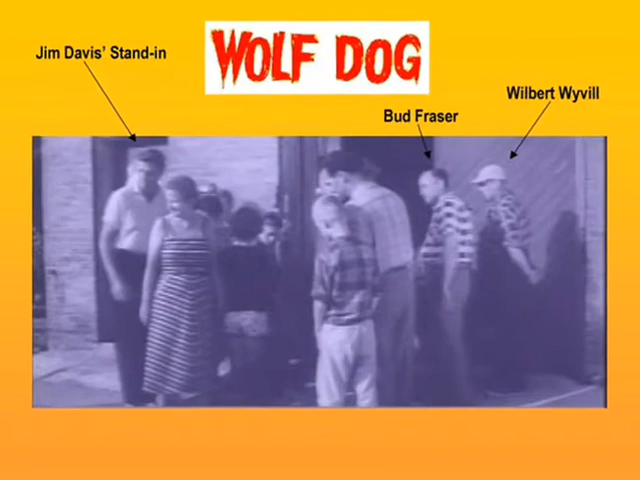 WOLF DOG
Jim Davis' Stand-in
Wilbert Wyvill
Bud Fraser